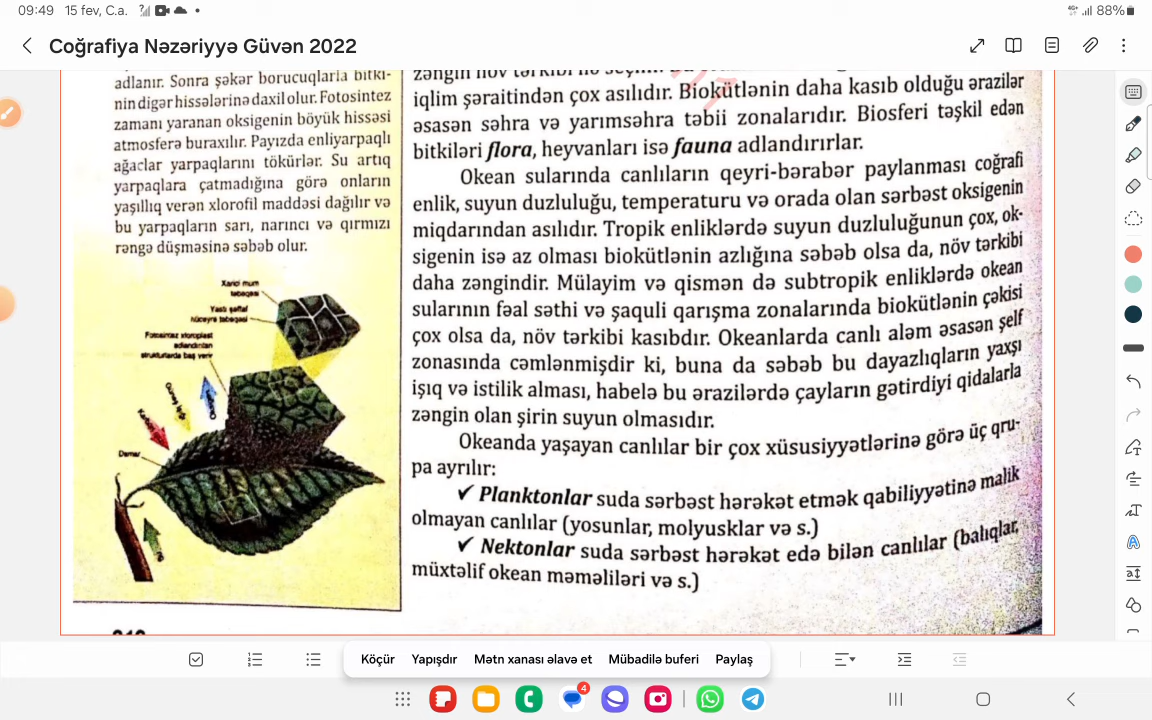 09:49 15 fev, C.a.
88%
Coğrafiya Nəzəriyyə Güvən 2022
adlanır. Sonra şəkər borucuqlarla bitki-
nin digər hissələrinə daxil olur. Fotosintez
zamanı yaranan oksigenin böyük hissəsi
atmosferə buraxılır. Payızda enliyarpaqlı
ağaclar yarpaqlarını tökürlər. Su artıq
yarpaqlara çatmadığına görə onların
yaşıllıq verən xlorofil maddəsi dağılır və
bu yarpaqların sarı, narıncı və qırmızı
rəngə düşməsinə səbəb olur.
Xarici mum
təbəqəsi
Yastı şəffaf
hüceyrə təbəqəsi
Fotosintez xloroplast
adlandırılan
strukturlarda baş verir
Damar
zəngin növ tərkibi ilə
iqlim şəraitindən çox asılıdır. Biokütlənin daha kasıb olduğu ərazilər
əsasən səhra və yarımsəhra təbii zonalarıdır. Biosferi təşkil edən
bitkiləri flora, heyvanları isə fauna adlandırırlar.
Okean sularında canlıların qeyri-bərabər paylanması coğrafi
enlik, suyun duzluluğu, temperaturu və orada olan sərbəst oksigenin
miqdarından asılıdır. Tropik enliklərdə suyun duzluluğunun çox, ok-
sigenin isə az olması biokütlənin azlığına səbəb olsa da, növ tərkibi
daha zəngindir. Mülayim və qismən də subtropik enliklərdə okean
sularının fəal səthi və şaquli qarışma zonalarında biokütlənin çəkisi
çox olsa da, növ tərkibi kasıbdır. Okeanlarda canlı aləm əsasən şelf
zonasında cəmlənmişdir ki, buna da səbəb bu dayazlıqların yaxşı
işıq və istilik alması, habelə bu ərazilərdə çayların gətirdiyi qidalarla
zəngin olan şirin suyun olmasıdır.
Okeanda yaşayan canlılar bir çox xüsusiyyətlərinə görə üç qru-
pa ayrılır:
✓ Planktonlar suda sərbəst hərəkət etmək qabiliyyətinə malik
olmayan canlılar (yosunlar, molyusklar və s.)
✓ Nektonlar suda sərbəst hərəkət edə bilən canlılar (balıqlar,
müxtəlif okean məməliləri və s.)
Köçür Yapışdır Mətn xanası əlavə et Mübadilə buferi Paylaş
4